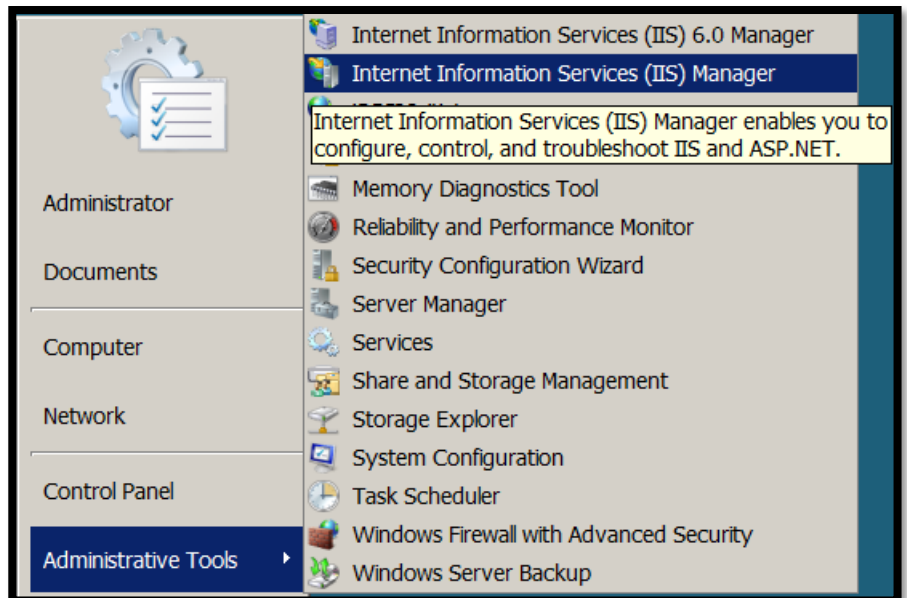 Internet Information Services (IIS) 6.0 Manager
Internet Information Services (IIS) Manager
Internet Information Services (IIS) Manager enables you to
configure, control, and troubleshoot IIS and ASP.NET.
Memory Diagnostics Tool
Reliability and Performance Monitor
Security Configuration Wizard
Server Manager
Services
Share and Storage Management
Storage Explorer
System Configuration
Task Scheduler
Windows Firewall with Advanced Security
Windows Server Backup
Administrator
Documents
Computer
Network
Control Panel
Administrative Tools